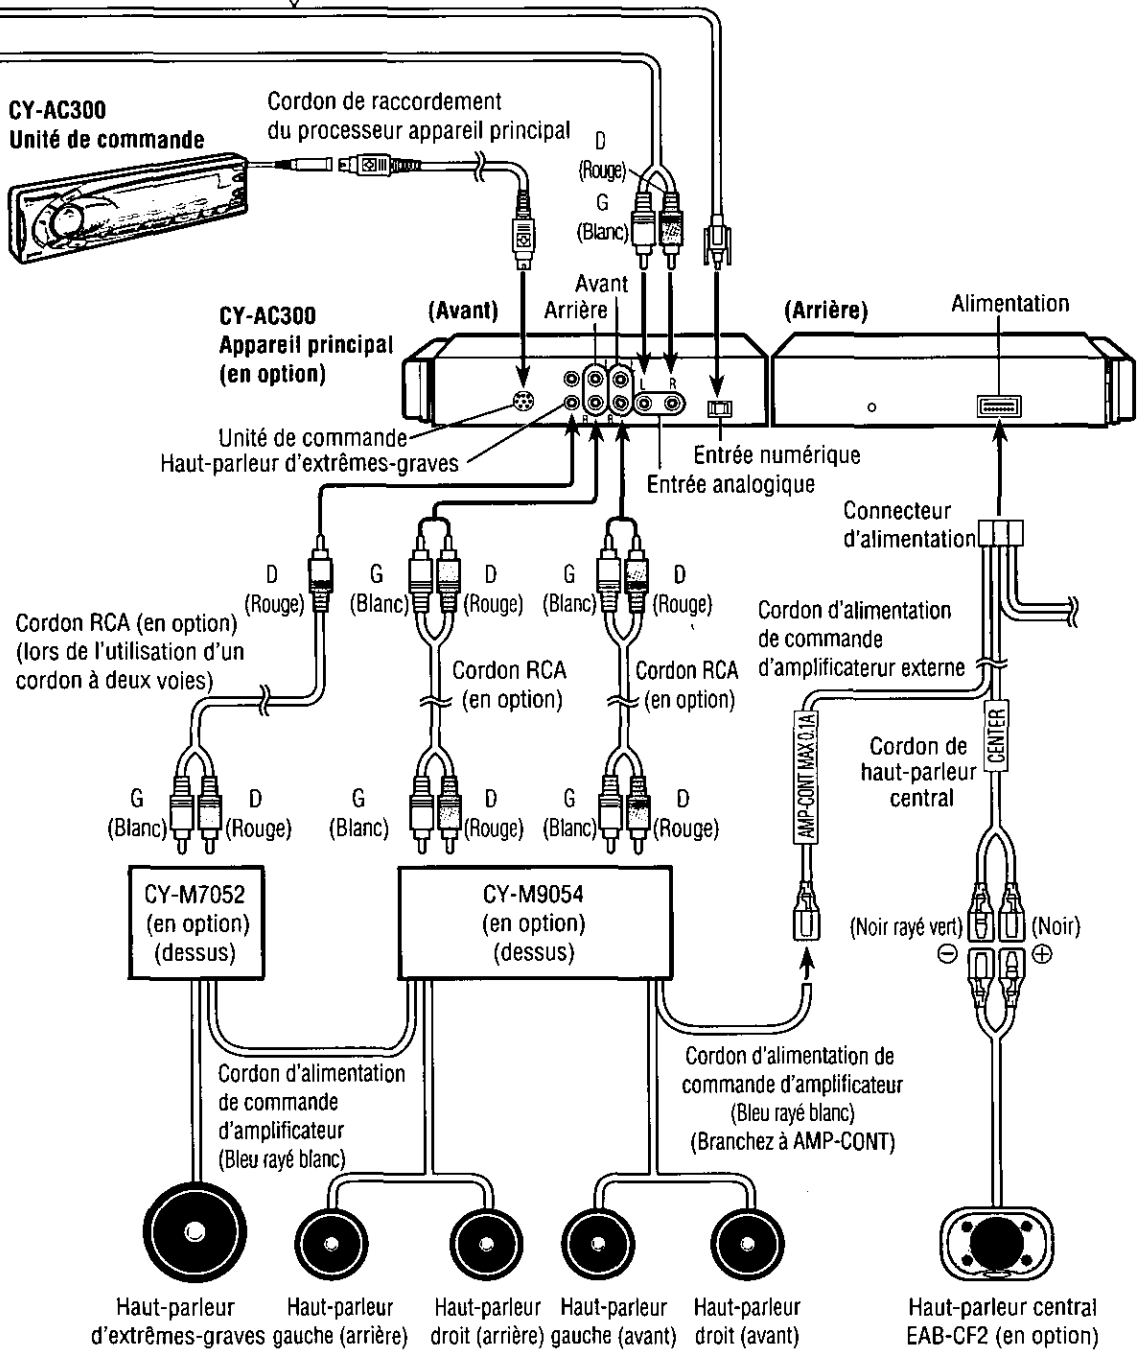 CY-AC300
Unité de commande
Cordon de raccordement
du processeur appareil principal
D
(Rouge)
G
(Blanc)
CY-AC300
Appareil principal
(en option)
(Avant)
Avant
Arrière
(Arrière)
Alimentation
L
R
R
R
Unité de commande
Haut-parleur d'extrêmes-graves
Entrée numérique
Entrée analogique
Connecteur
d'alimentation
D
(Rouge)
G
(Blanc)
D
(Rouge)
G
(Blanc)
D
(Rouge)
Cordon RCA (en option)
(lors de l'utilisation d'un
cordon à deux voies)
Cordon RCA
(en option)
Cordon RCA
(en option)
Cordon d'alimentation
de commande
d'amplificaterur externe
AMP-CONT MAX 0.1A
CENTER
Cordon de
haut-parleur
central
G
(Blanc)
D
(Rouge)
G
(Blanc)
D
(Rouge)
G
(Blanc)
D
(Rouge)
CY-M7052
(en option)
(dessus)
CY-M9054
(en option)
(dessus)
(Noir rayé vert)
(Noir)
⊖
⊕
Cordon d'alimentation
de commande
d'amplificateur
(Bleu rayé blanc)
Cordon d'alimentation de
commande d'amplificateur
(Bleu rayé blanc)
(Branchez à AMP-CONT)
Haut-parleur
d'extrêmes-graves
Haut-parleur
gauche (arrière)
Haut-parleur
droit (arrière)
Haut-parleur
gauche (avant)
Haut-parleur
droit (avant)
Haut-parleur central
EAB-CF2 (en option)